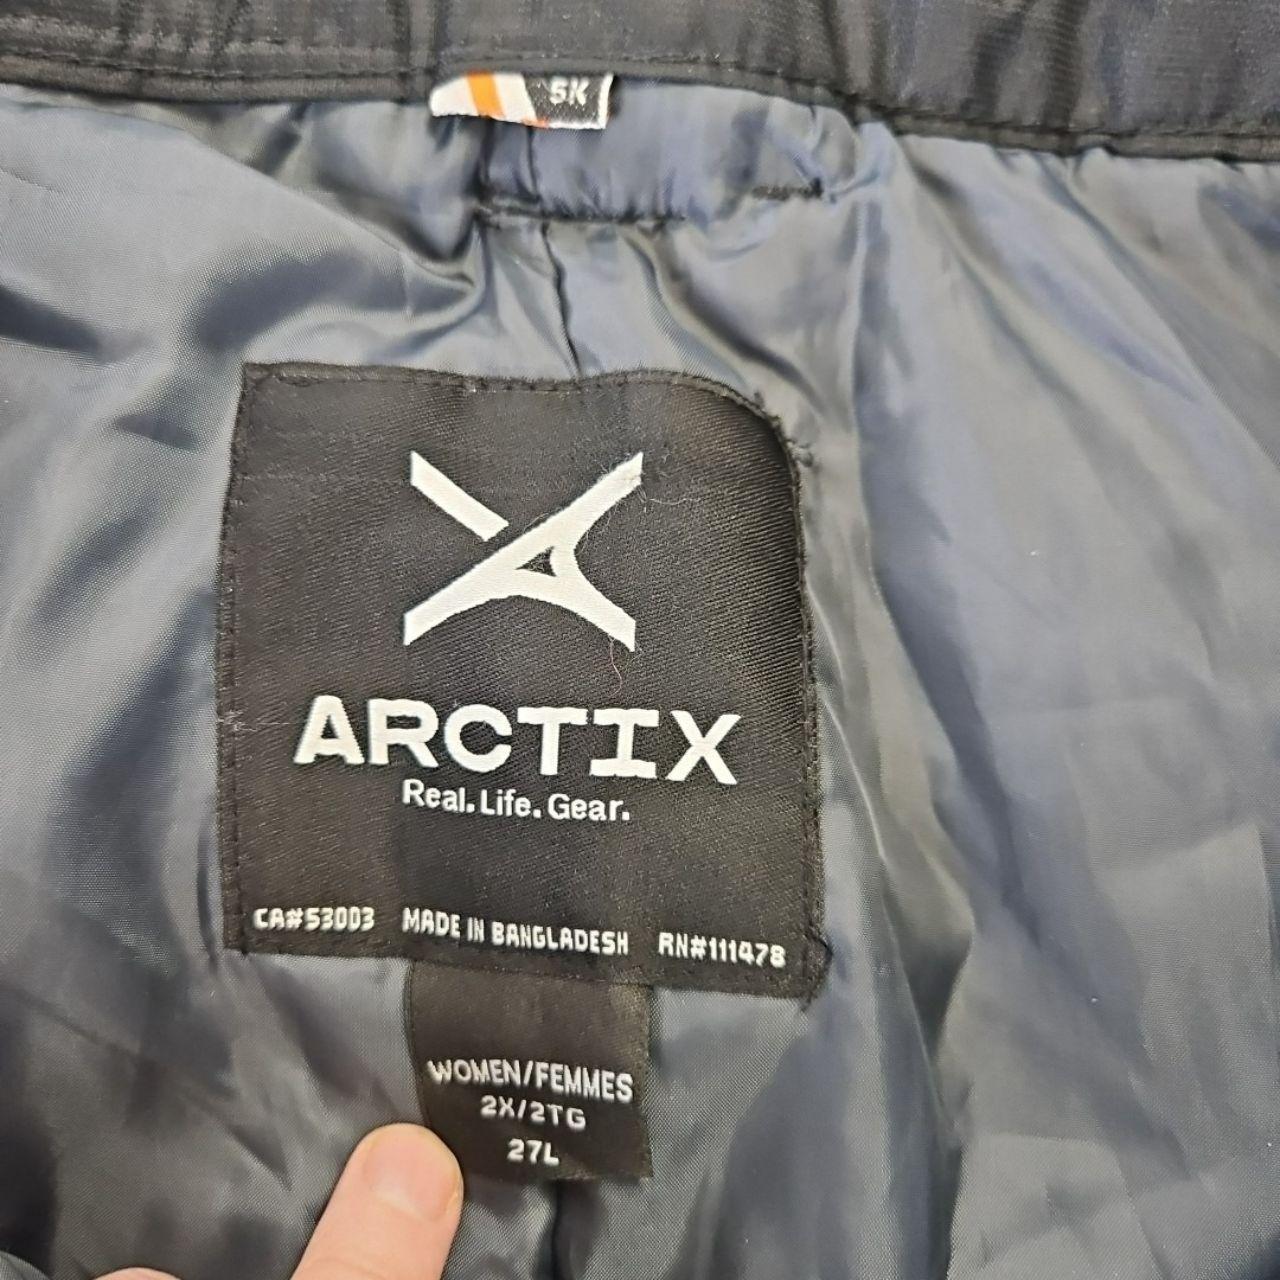 5K
ARCTIX
Real. Life. Gear.
CA#53003 MADE IN BANGLADESH RN#111478
WOMEN/FEMMES
2X/2TG
27L